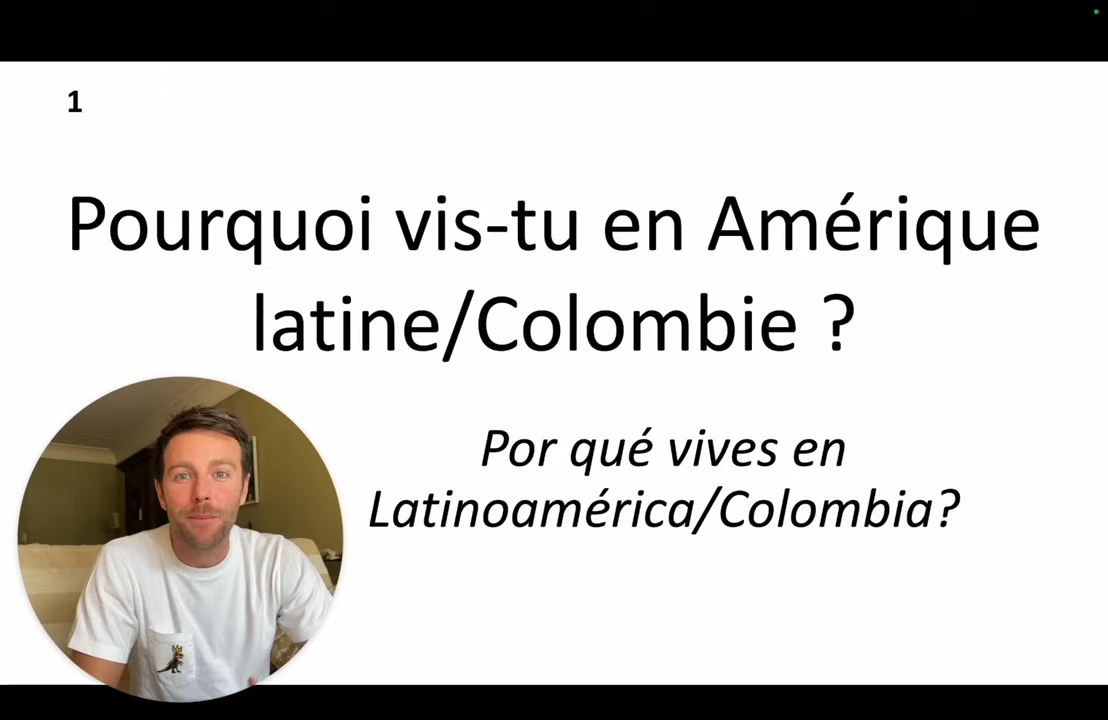 1
Pourquoi vis-tu en Amérique
latine/Colombie ?
Por qué vives en
Latinoamérica/Colombia?